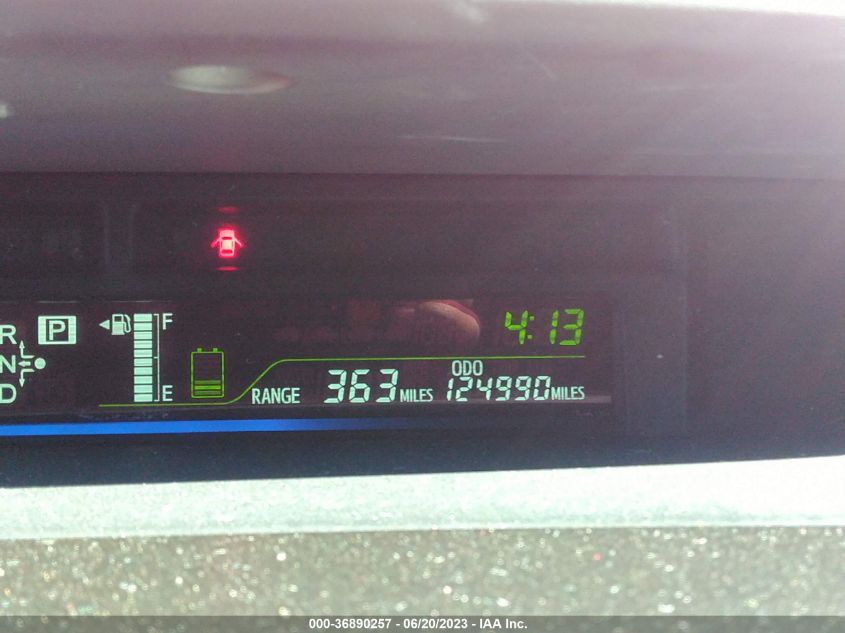 4:13
R P F
N
D E
ODO
RANGE 363 MILES 124990 MILES
000-36890257 - 06/20/2023 - IAA Inc.